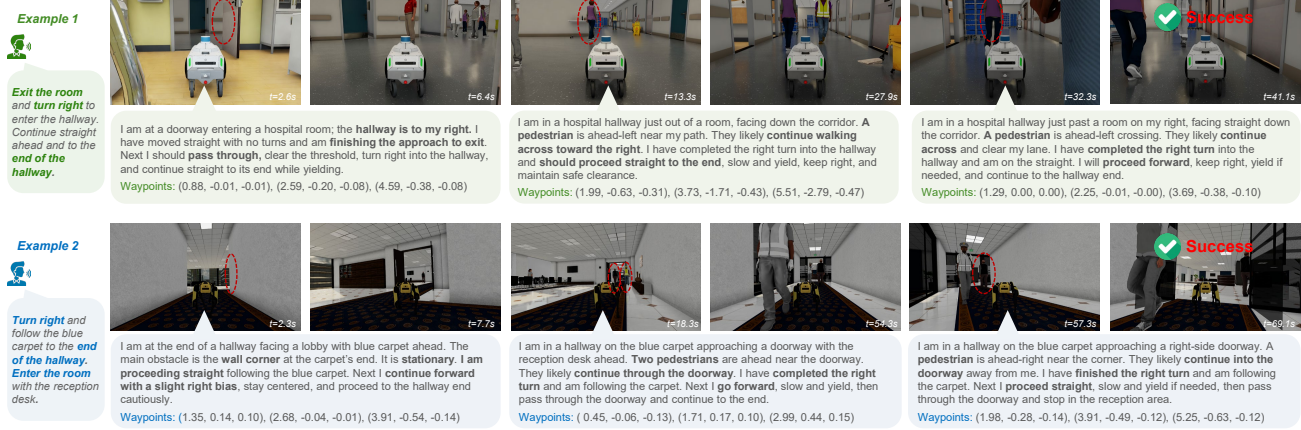 Example 1
Exit the room
and turn right to
enter the hallway.
Continue straight
ahead and to the
end of the
hallway.
t=2.6s
t=6.4s
t=13.3s
t=27.9s
t=32.3s
Success
t=41.1s
I am at a doorway entering a hospital room; the hallway is to my right. I
have moved straight with no turns and am finishing the approach to exit.
Next I should pass through, clear the threshold, turn right into the hallway,
and continue straight to its end while yielding.
Waypoints: (0.88, -0.01, -0.01), (2.59, -0.20, -0.08), (4.59, -0.38, -0.08)
I am in a hospital hallway just out of a room, facing down the corridor. A
pedestrian is ahead-left near my path. They likely continue walking
across toward the right. I have completed the right turn into the hallway
and should proceed straight to the end, slow and yield, keep right, and
maintain safe clearance.
Waypoints: (1.99, -0.63, -0.31), (3.73, -1.71, -0.43), (5.51, -2.79, -0.47)
I am in a hospital hallway just past a room on my right, facing straight down
the corridor. A pedestrian is ahead-left crossing. They likely continue
across and clear my lane. I have completed the right turn into the
hallway and am on the straight. I will proceed forward, keep right, yield if
needed, and continue to the hallway end.
Waypoints: (1.29, 0.00, 0.00), (2.25, -0.01, -0.00), (3.69, -0.38, -0.10)
Example 2
Turn right and
follow the blue
carpet to the end
of the hallway.
Enter the room
with the reception
desk.
t=2.3s
t=7.7s
t=18.3s
t=54.3s
t=57.3s
Success
t=69.1s
I am at the end of a hallway facing a lobby with blue carpet ahead. The
main obstacle is the wall corner at the carpet's end. It is stationary. I am
proceeding straight following the blue carpet. Next I continue forward
with a slight right bias, stay centered, and proceed to the hallway end
cautiously.
Waypoints: (1.35, 0.14, 0.10), (2.68, -0.04, -0.01), (3.91, -0.54, -0.14)
I am in a hallway on the blue carpet approaching a doorway with the
reception desk ahead. Two pedestrians are ahead near the doorway.
They likely continue through the doorway. I have completed the right
turn and am following the carpet. Next I go forward, slow and yield, then
pass through the doorway and continue to the end.
Waypoints: ( 0.45, -0.06, -0.13), (1.71, 0.17, 0.10), (2.99, 0.44, 0.15)
I am in a hallway on the blue carpet approaching a right-side doorway. A
pedestrian is ahead-right near the corner. They likely continue into the
doorway away from me. I have finished the right turn and am following
the carpet. Next I proceed straight, slow and yield if needed, then pass
through the doorway and stop in the reception area.
Waypoints: (1.98, -0.28, -0.14), (3.91, -0.49, -0.12), (5.25, -0.63, -0.12)